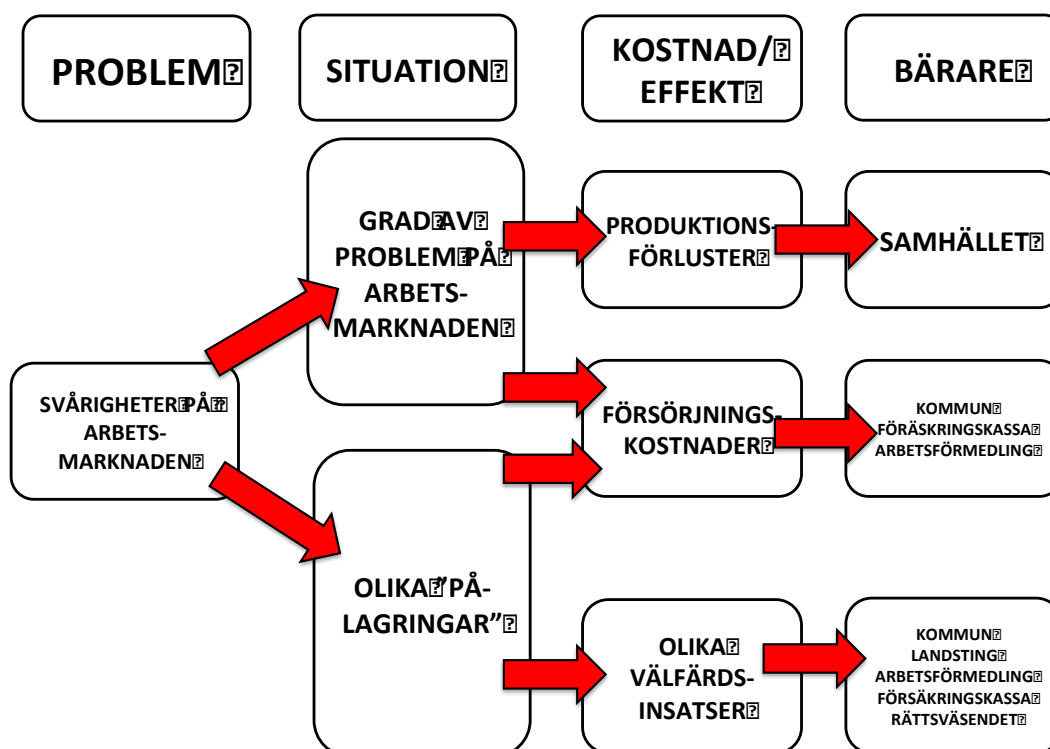 PROBLEM
SITUATION
KOSTNAD/
EFFEKT
BÄRARE
SVÅRIGHETER PÅ
ARBETS-
MARKNADEN
GRAD AV
PROBLEM PÅ
ARBETS-
MARKNADEN
OLIKA ”PÅ-
LAGRINGAR”
PRODUKTIONS-
FÖRLUSTER
FÖRSÖRJNINGS-
KOSTNADER
OLIKA
VÄLFÄRDS-
INSATSER
SAMHÄLLET
KOMMUN
FÖRÄSKRINGSKASSA
ARBETSFÖRMEDLING
KOMMUN
LANDSTING
ARBETSFÖRMEDLING
FÖRSÄKRINGSKASSA
RÄTTSVÄSENDET